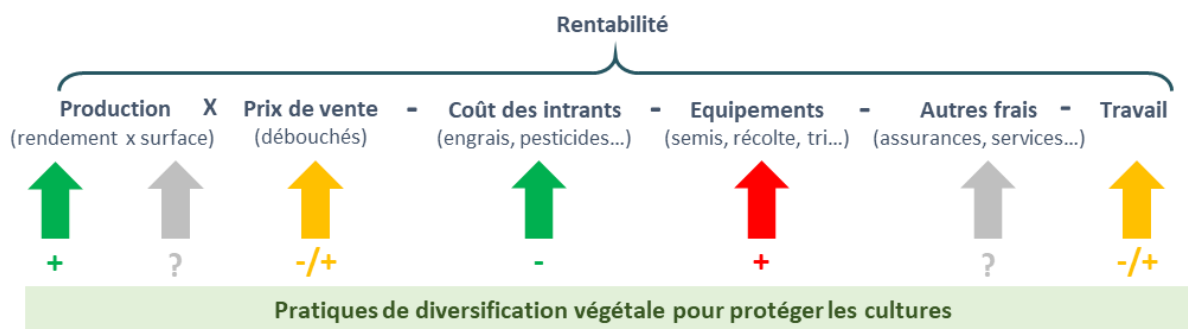 Rentabilité
Production X Prix de vente - Coût des intrants - Equipements - Autres frais - Travail
(rendement x surface) (débouchés) (engrais, pesticides...) (semis, récolte, tri...) (assurances, services...)
+ ? -/+ - + ? -/+
Pratiques de diversification végétale pour protéger les cultures